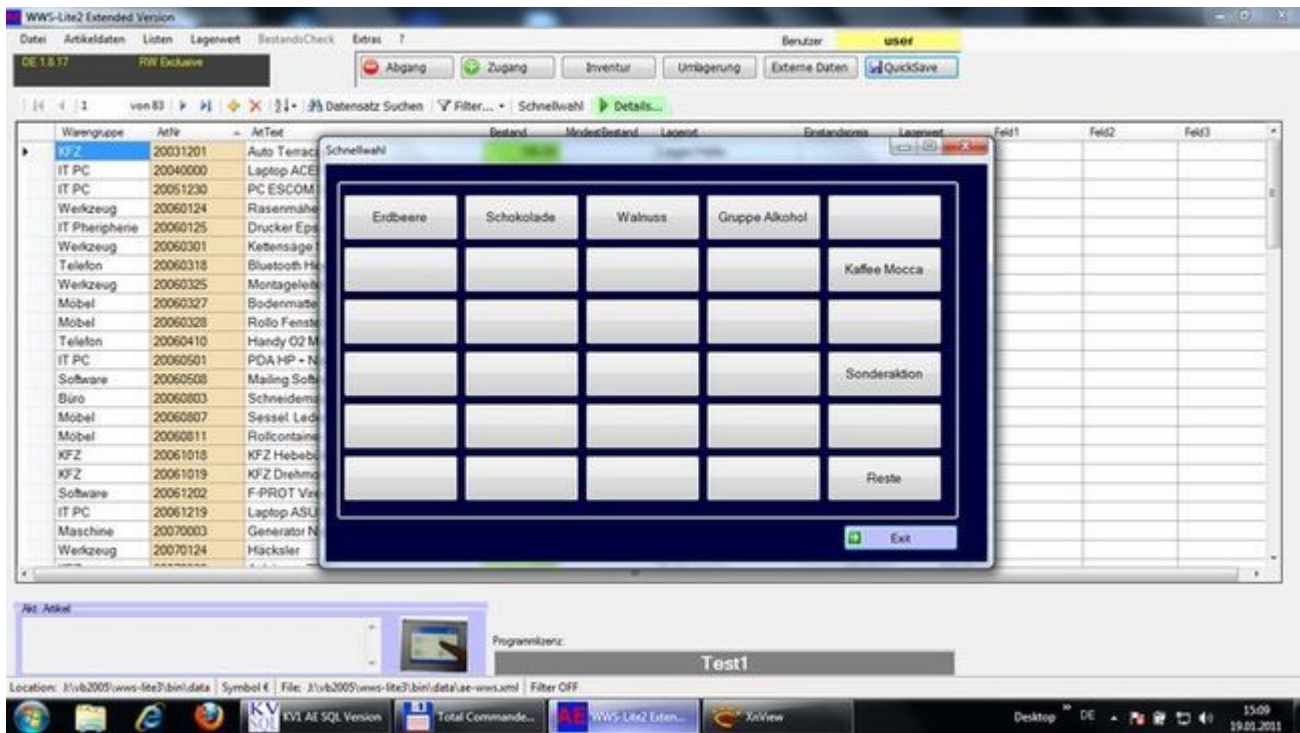 WWS-Lite2 Extended Version
Datei Artikeldaten Listen Lagerwert BestandsCheck Extras ? Benutzer user
DE 1.8.17 RW Exclusive Abgang Zugang Inventur Umlagerung Externe Daten QuickSave
1 von 83 Datensatz Suchen Filter... Schnellwahl Details...
Warengruppe ArtNr ArtText Bestand MindestBestand Lagerort Einstandspreis Lagerwert Feld1 Feld2 Feld3
Schnellwahl
KFZ 20031201 Auto Terrac
IT PC 20040000 Laptop ACE
IT PC 20051230 PC ESCOM
Werkzeug 20060124 Rasenmähe
IT Pheripherie 20060125 Drucker Eps
Werkzeug 20060301 Kettensäge
Telefon 20060318 Bluetooth He
Werkzeug 20060325 Montageleit
Möbel 20060327 Bodenmatte
Möbel 20060328 Rollo Fenste
Telefon 20060410 Handy O2 M
IT PC 20060501 PDA HP + N
Software 20060508 Mailing Soft
Büro 20060803 Schneidema
Möbel 20060807 Sessel Lede
Möbel 20060811 Rollcontaine
KFZ 20061018 KFZ Hebebü
KFZ 20061019 KFZ Drehmo
Software 20061202 F-PROT Vire
IT PC 20061219 Laptop ASU
Maschine 20070003 Generator N
Werkzeug 20070124 Häcksler
Erdbeere Schokolade Walnuss Gruppe Alkohol
Kaffee Mocca
Sonderaktion
Reste
Exit
Akt. Artikel
Programmlizenz:
Test1
Location: J:\vb2005\wws-lite3\bin\data Symbol € File: J:\vb2005\wws-lite3\bin\data\ae-wws.xml Filter OFF
KV SQL KV1 AE SQL Version Total Commande... AE WWS-Lite2 Exten... XnView Desktop DE 15:09
19.01.2011